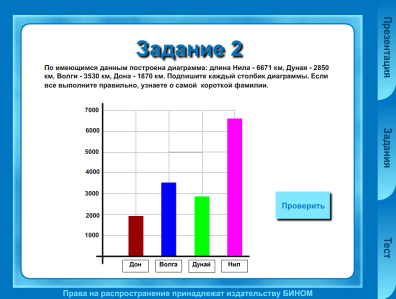 Задание 2
По имеющимся данным построена диаграмма: длина Нила - 6671 км, Дуная - 2850
км, Волги - 3530 км, Дона - 1870 км. Подпишите каждый столбик диаграммы. Если
все выполните правильно, узнаете о самой короткой фамилии.
7000
6000
5000
4000
3000
2000
1000
Дон Волга Дунай Нил
Проверить
Презентация
Задания
Тест
Права на распространение принадлежат издательству БИНОМ